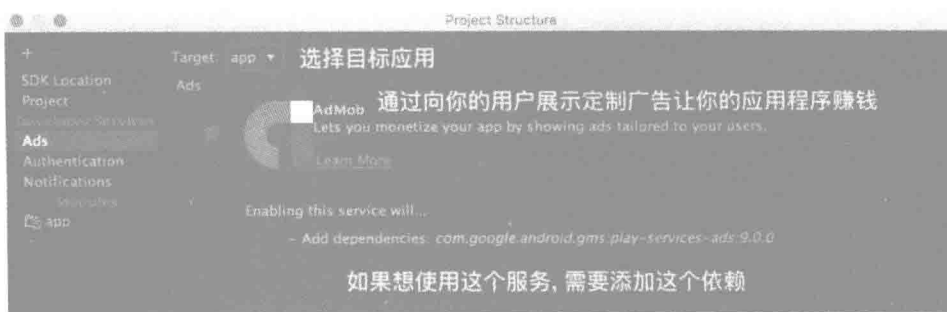 Project Structure
+
Target: app 选择目标应用
SDK Location
Ads
Project
AdMob 通过向你的用户展示定制广告让你的应用程序赚钱
Developer Services
Lets you monetize your app by showing ads tailored to your users.
Ads
Authentication
Learn More
Notifications
Modules
app
Enabling this service will...
- Add dependencies: com.google.android.gms:play-services-ads:9.0.0
如果想使用这个服务, 需要添加这个依赖